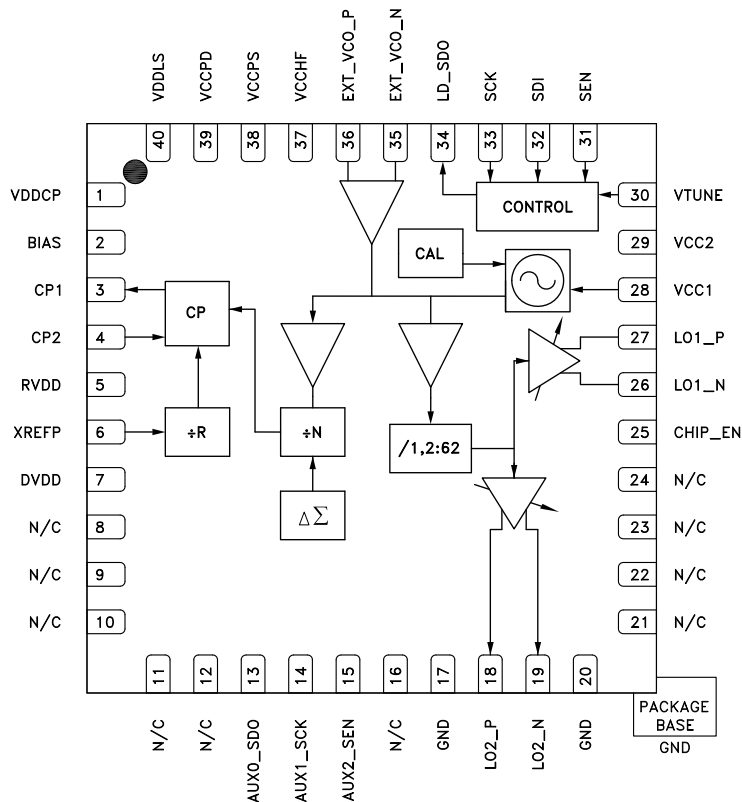 VDDLS
VCCPD
VCCPS
VCCHF
EXT_VCO_P
EXT_VCO_N
LD_SDO
SCK
SDI
SEN
40
39
38
37
36
35
34
33
32
31
VDDCP 1
BIAS 2
CP1 3
CP2 4
RVDD 5
XREFP 6
DVDD 7
N/C 8
N/C 9
N/C 10
CONTROL
CAL
CP
÷R
÷N
/1,2:62
ΔΣ
30 VTUNE
29 VCC2
28 VCC1
27 LO1_P
26 LO1_N
25 CHIP_EN
24 N/C
23 N/C
22 N/C
21 N/C
11
12
13
14
15
16
17
18
19
20
N/C
N/C
AUX0_SDO
AUX1_SCK
AUX2_SEN
N/C
GND
LO2_P
LO2_N
GND
PACKAGE
BASE
GND